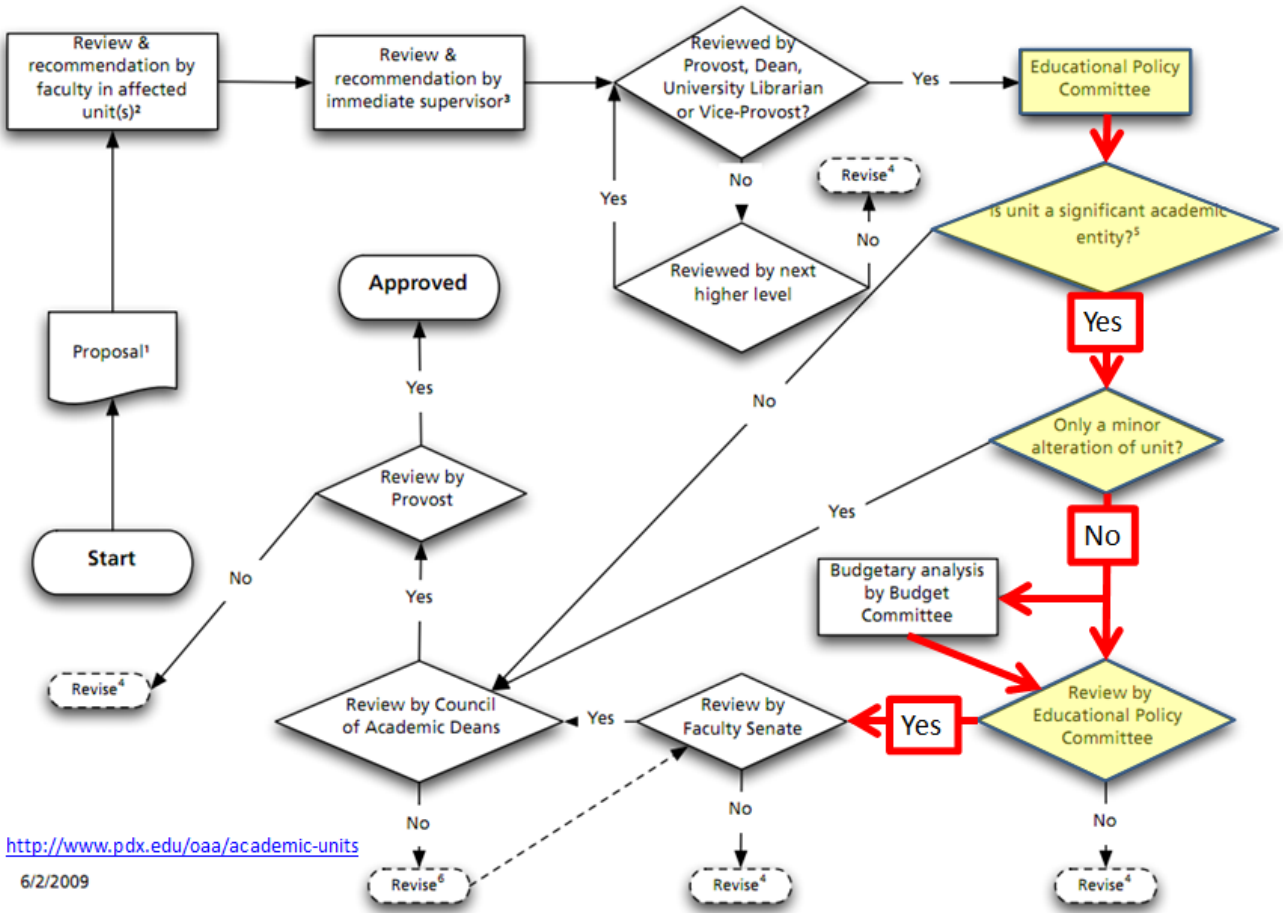 Review &
recommendation by
faculty in affected
unit(s)²
Review &
recommendation by
immediate supervisor³
Reviewed by
Provost, Dean,
University Librarian
or Vice-Provost?
Yes
Educational Policy
Committee
No
Revise⁴
Yes
No
Is unit a significant academic
entity?⁵
Reviewed by next
higher level
Approved
Yes
Proposal¹
Yes
No
Only a minor
alteration of unit?
Review by
Provost
Yes
No
Start
No
Yes
Budgetary analysis
by Budget
Committee
Revise⁴
Review by Council
of Academic Deans
Yes
Review by
Faculty Senate
Yes
Review by
Educational Policy
Committee
No
No
No
http://www.pdx.edu/oaa/academic-units
6/2/2009
Revise⁶
Revise⁴
Revise⁴